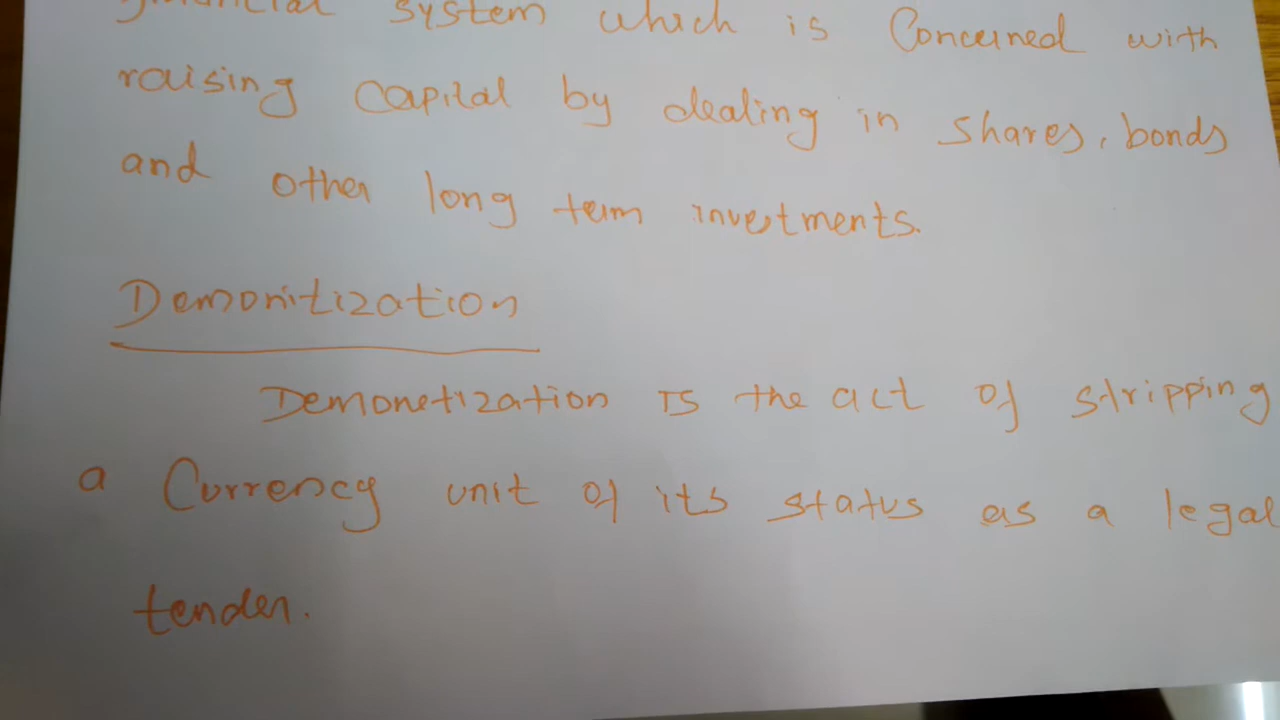 financial system which is Concerned with
raising capital by dealing in shares, bonds
and other long term investments.
Demonitization
Demonetization is the act of stripping
a Currency unit of its status as a legal
tender.